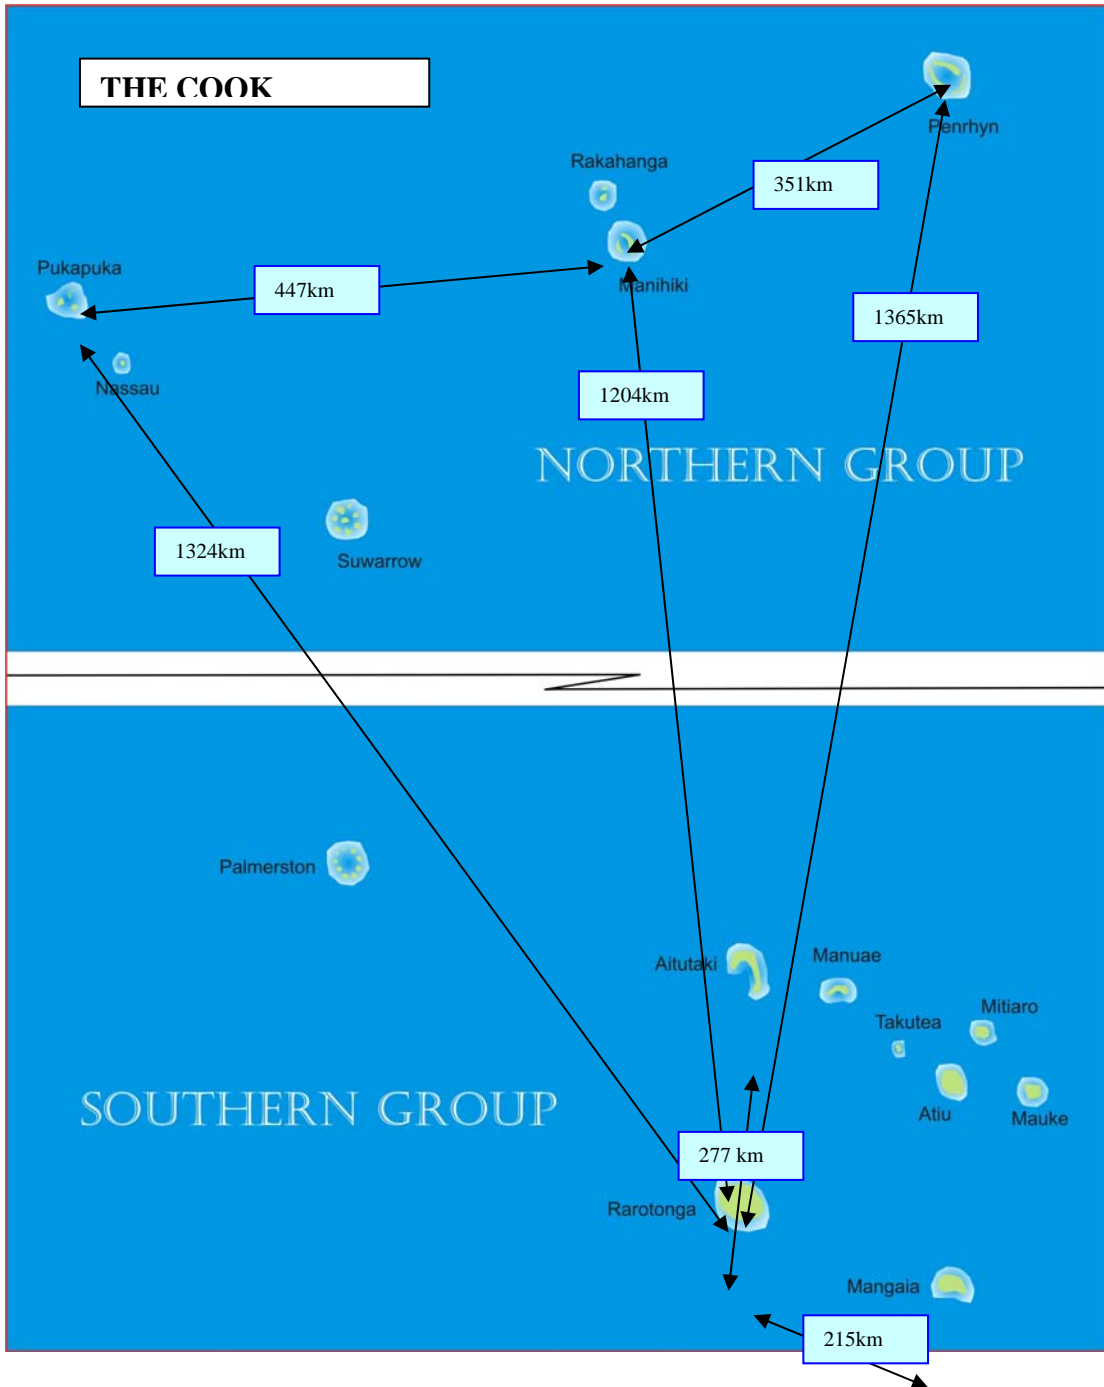 THE COOK
Penrhyn
Rakahanga
351km
Manihiki
Pukapuka
447km
1365km
Nassau
1204km
NORTHERN GROUP
1324km
Suwarrow
Palmerston
Aitutaki
Manuae
Takutea
Mitiaro
SOUTHERN GROUP
Atiu
Mauke
277 km
Rarotonga
Mangaia
215km